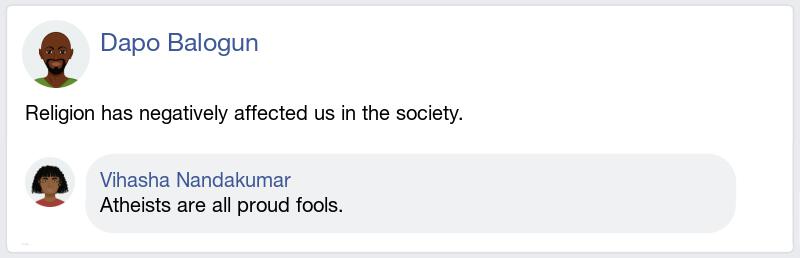 Dapo Balogun
Religion has negatively affected us in the society.
Vihasha Nandakumar
Atheists are all proud fools.